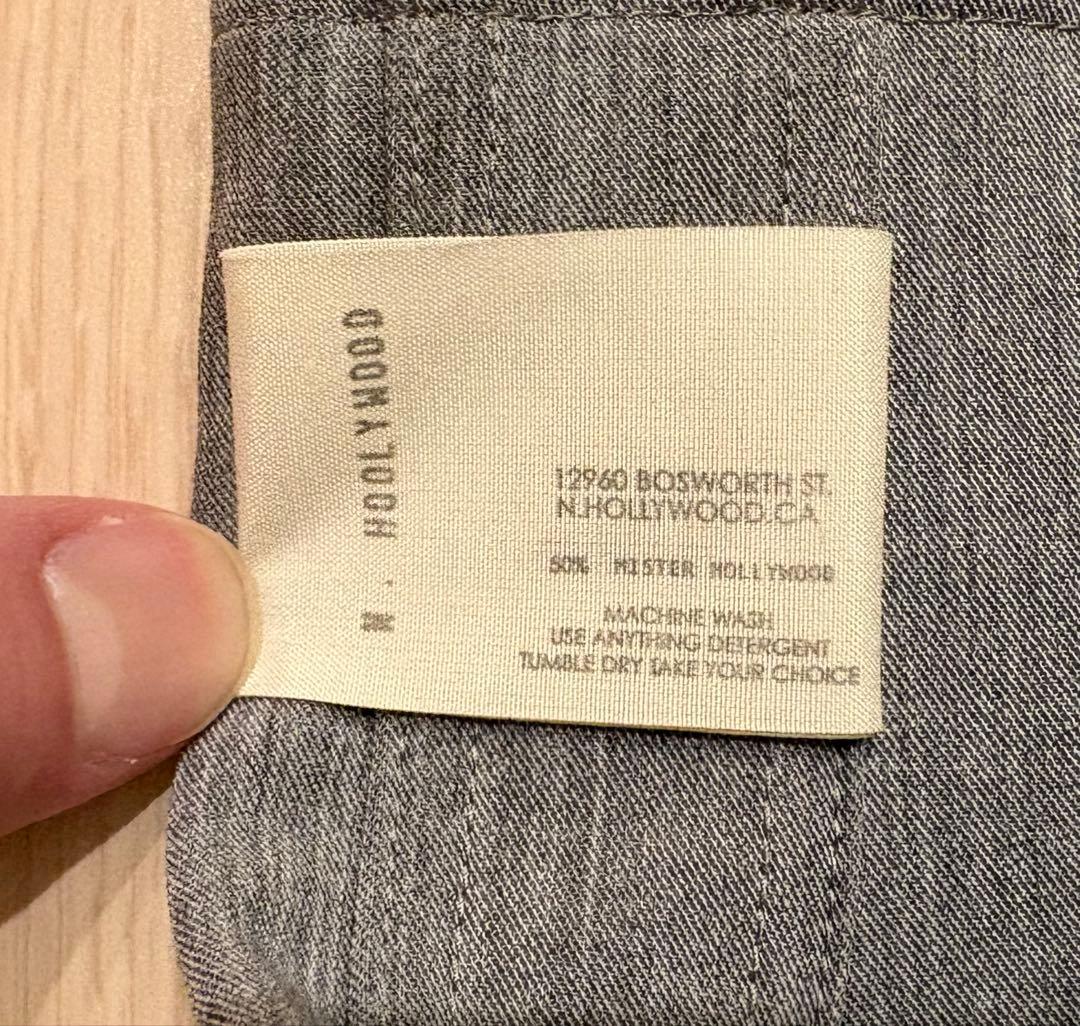 N. HOOLYWOOD
12960 BOSWORTH ST.
N.HOLLYWOOD.CA
50% MISTER HOLLYWOOD
MACHINE WASH
USE ANYTHING DETERGENT
TUMBLE DRY TAKE YOUR CHOICE